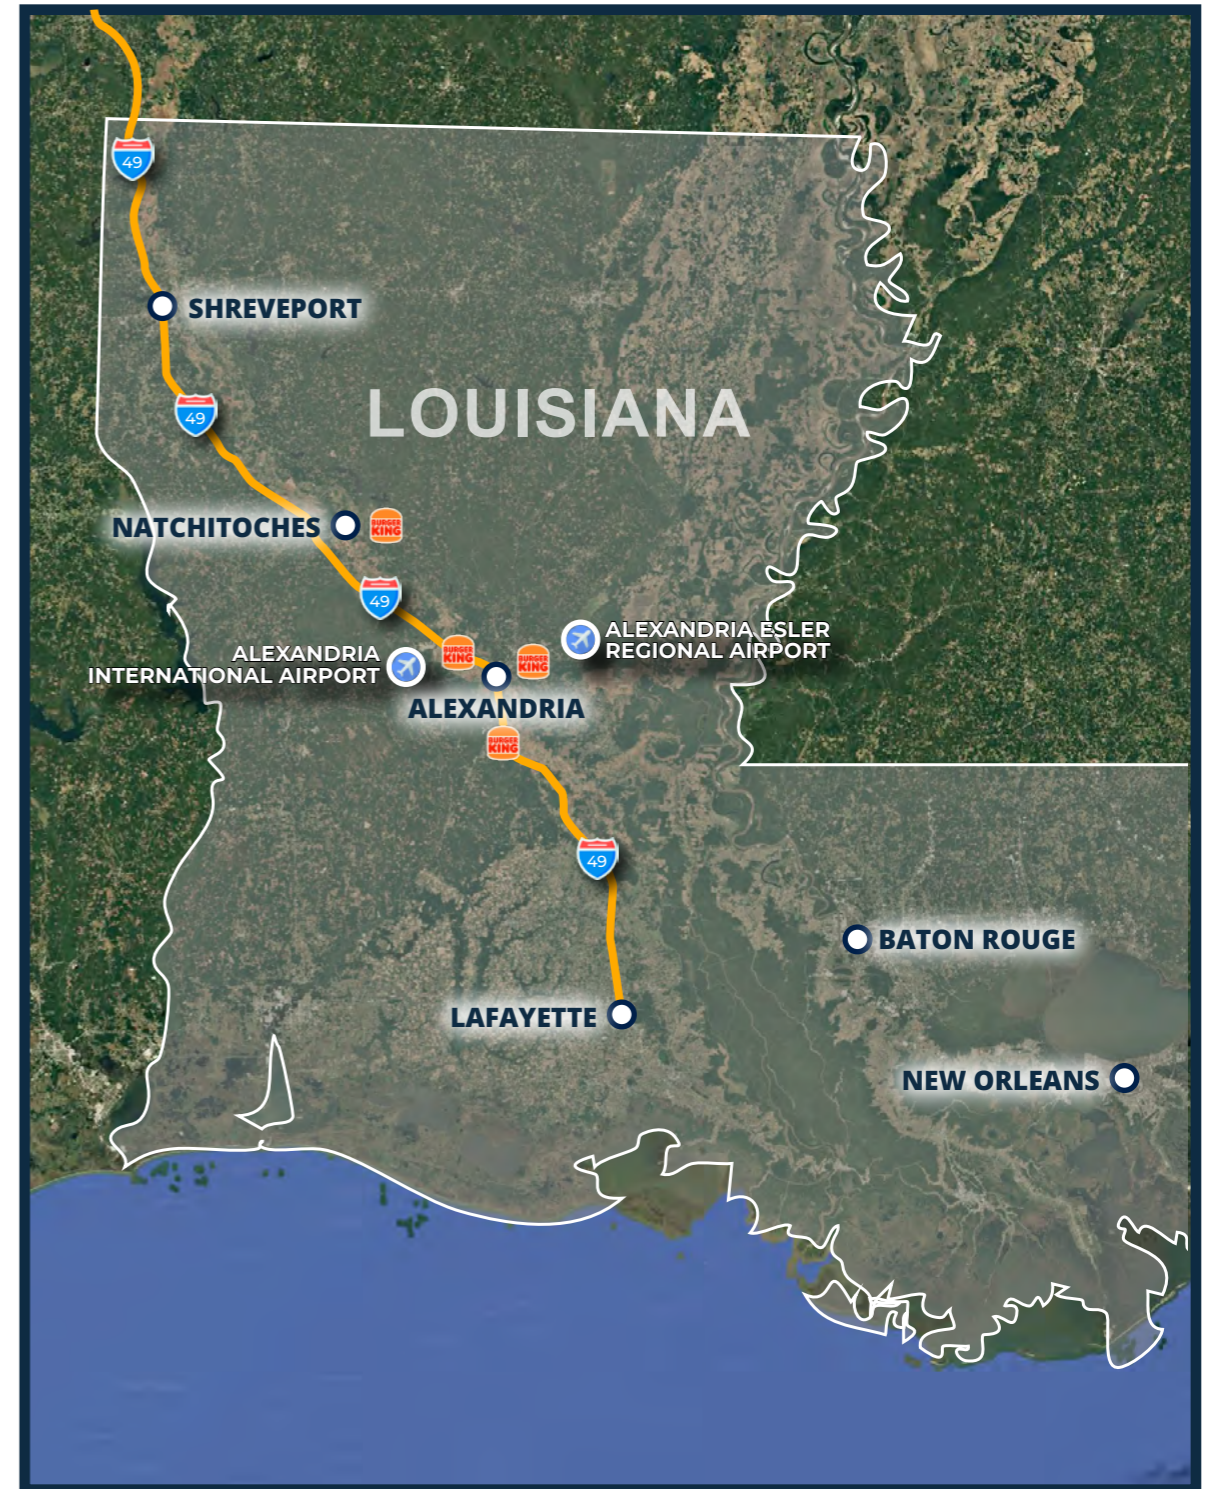 49
SHREVEPORT
LOUISIANA
49
NATCHITOCHES
BURGER
KING
49
ALEXANDRIA
INTERNATIONAL AIRPORT
BURGER
KING
BURGER
KING
ALEXANDRIA ESLER
REGIONAL AIRPORT
ALEXANDRIA
BURGER
KING
49
BATON ROUGE
LAFAYETTE
NEW ORLEANS